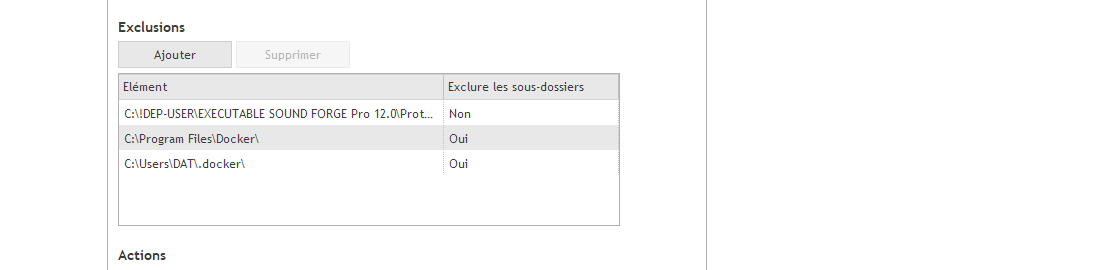 Exclusions
Ajouter Supprimer
Elément Exclure les sous-dossiers
C:\!DEP-USER\EXECUTABLE SOUND FORGE Pro 12.0\Prot... Non
C:\Program Files\Docker\ Oui
C:\Users\DAT\.docker\ Oui
Actions